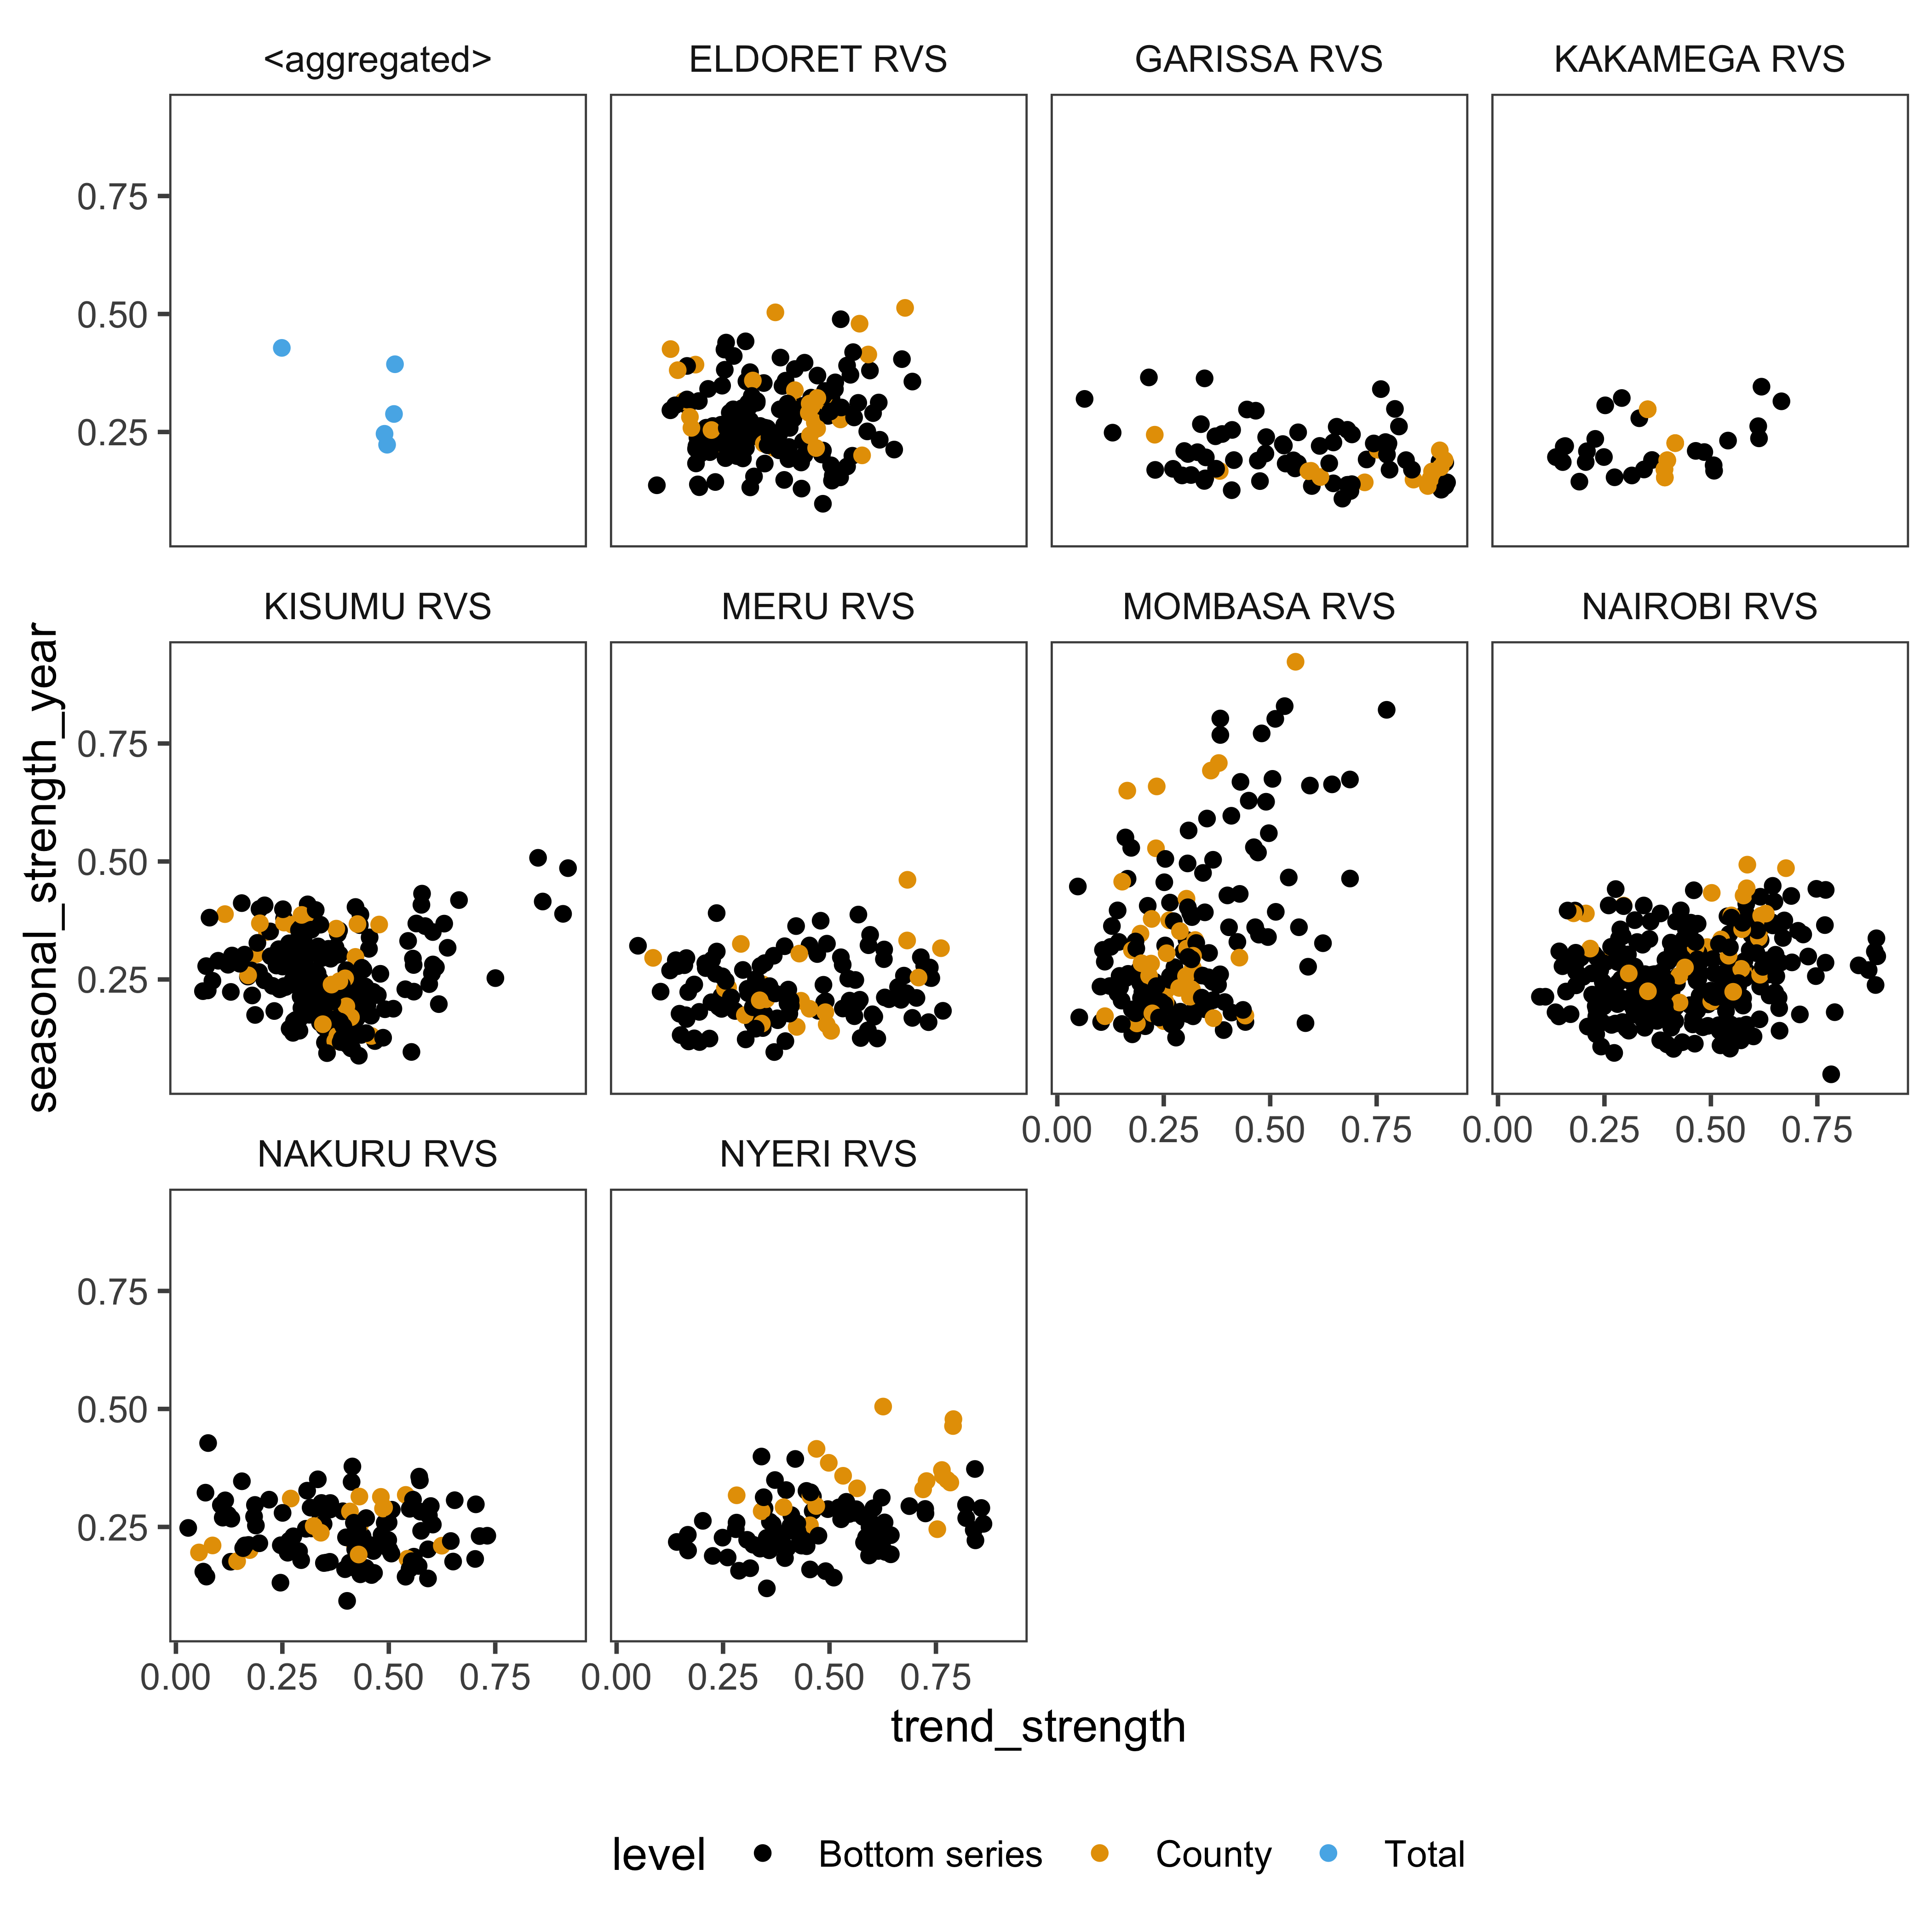 <aggregated>
ELDORET RVS
GARISSA RVS
KAKAMEGA RVS
0.75
0.50
0.25
KISUMU RVS
MERU RVS
MOMBASA RVS
NAIROBI RVS
0.75
0.50
0.25
0.00 0.25 0.50 0.75
0.00 0.25 0.50 0.75
NAKURU RVS
NYERI RVS
0.75
0.50
0.25
0.00 0.25 0.50 0.75
0.00 0.25 0.50 0.75
seasonal_strength_year
trend_strength
level Bottom series County Total